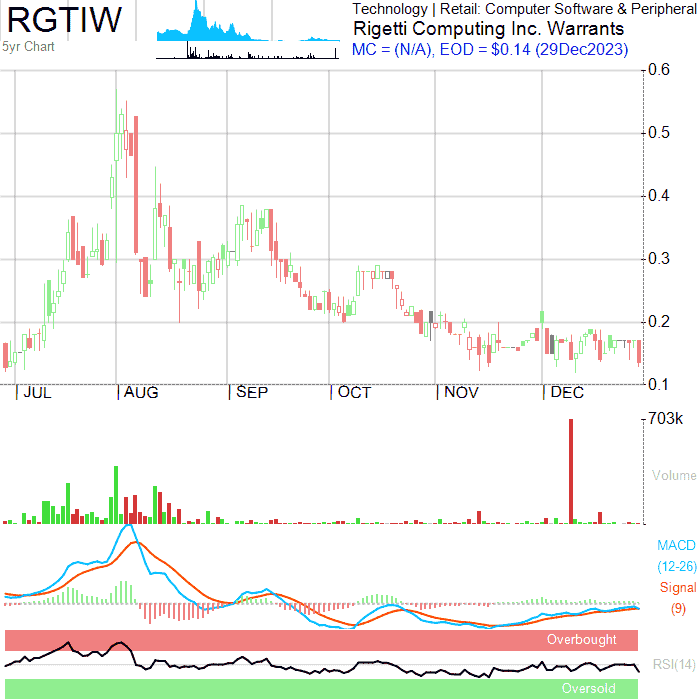 RGTIW
5yr Chart
Technology | Retail: Computer Software & Peripheral
Rigetti Computing Inc. Warrants
MC = (N/A), EOD = $0.14 (29Dec2023)
0.6
0.5
0.4
0.3
0.2
0.1
JUL
AUG
SEP
OCT
NOV
DEC
703k
Volume
MACD
(12-26)
Signal
(9)
Overbought
RSI(14)
Oversold